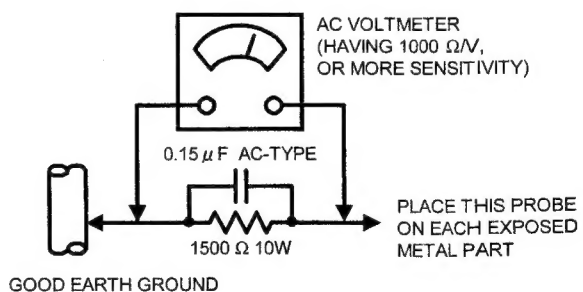 AC VOLTMETER
(HAVING 1000 Ω/V,
OR MORE SENSITIVITY)
0.15 μ F AC-TYPE
1500 Ω 10W
PLACE THIS PROBE
ON EACH EXPOSED
METAL PART
GOOD EARTH GROUND